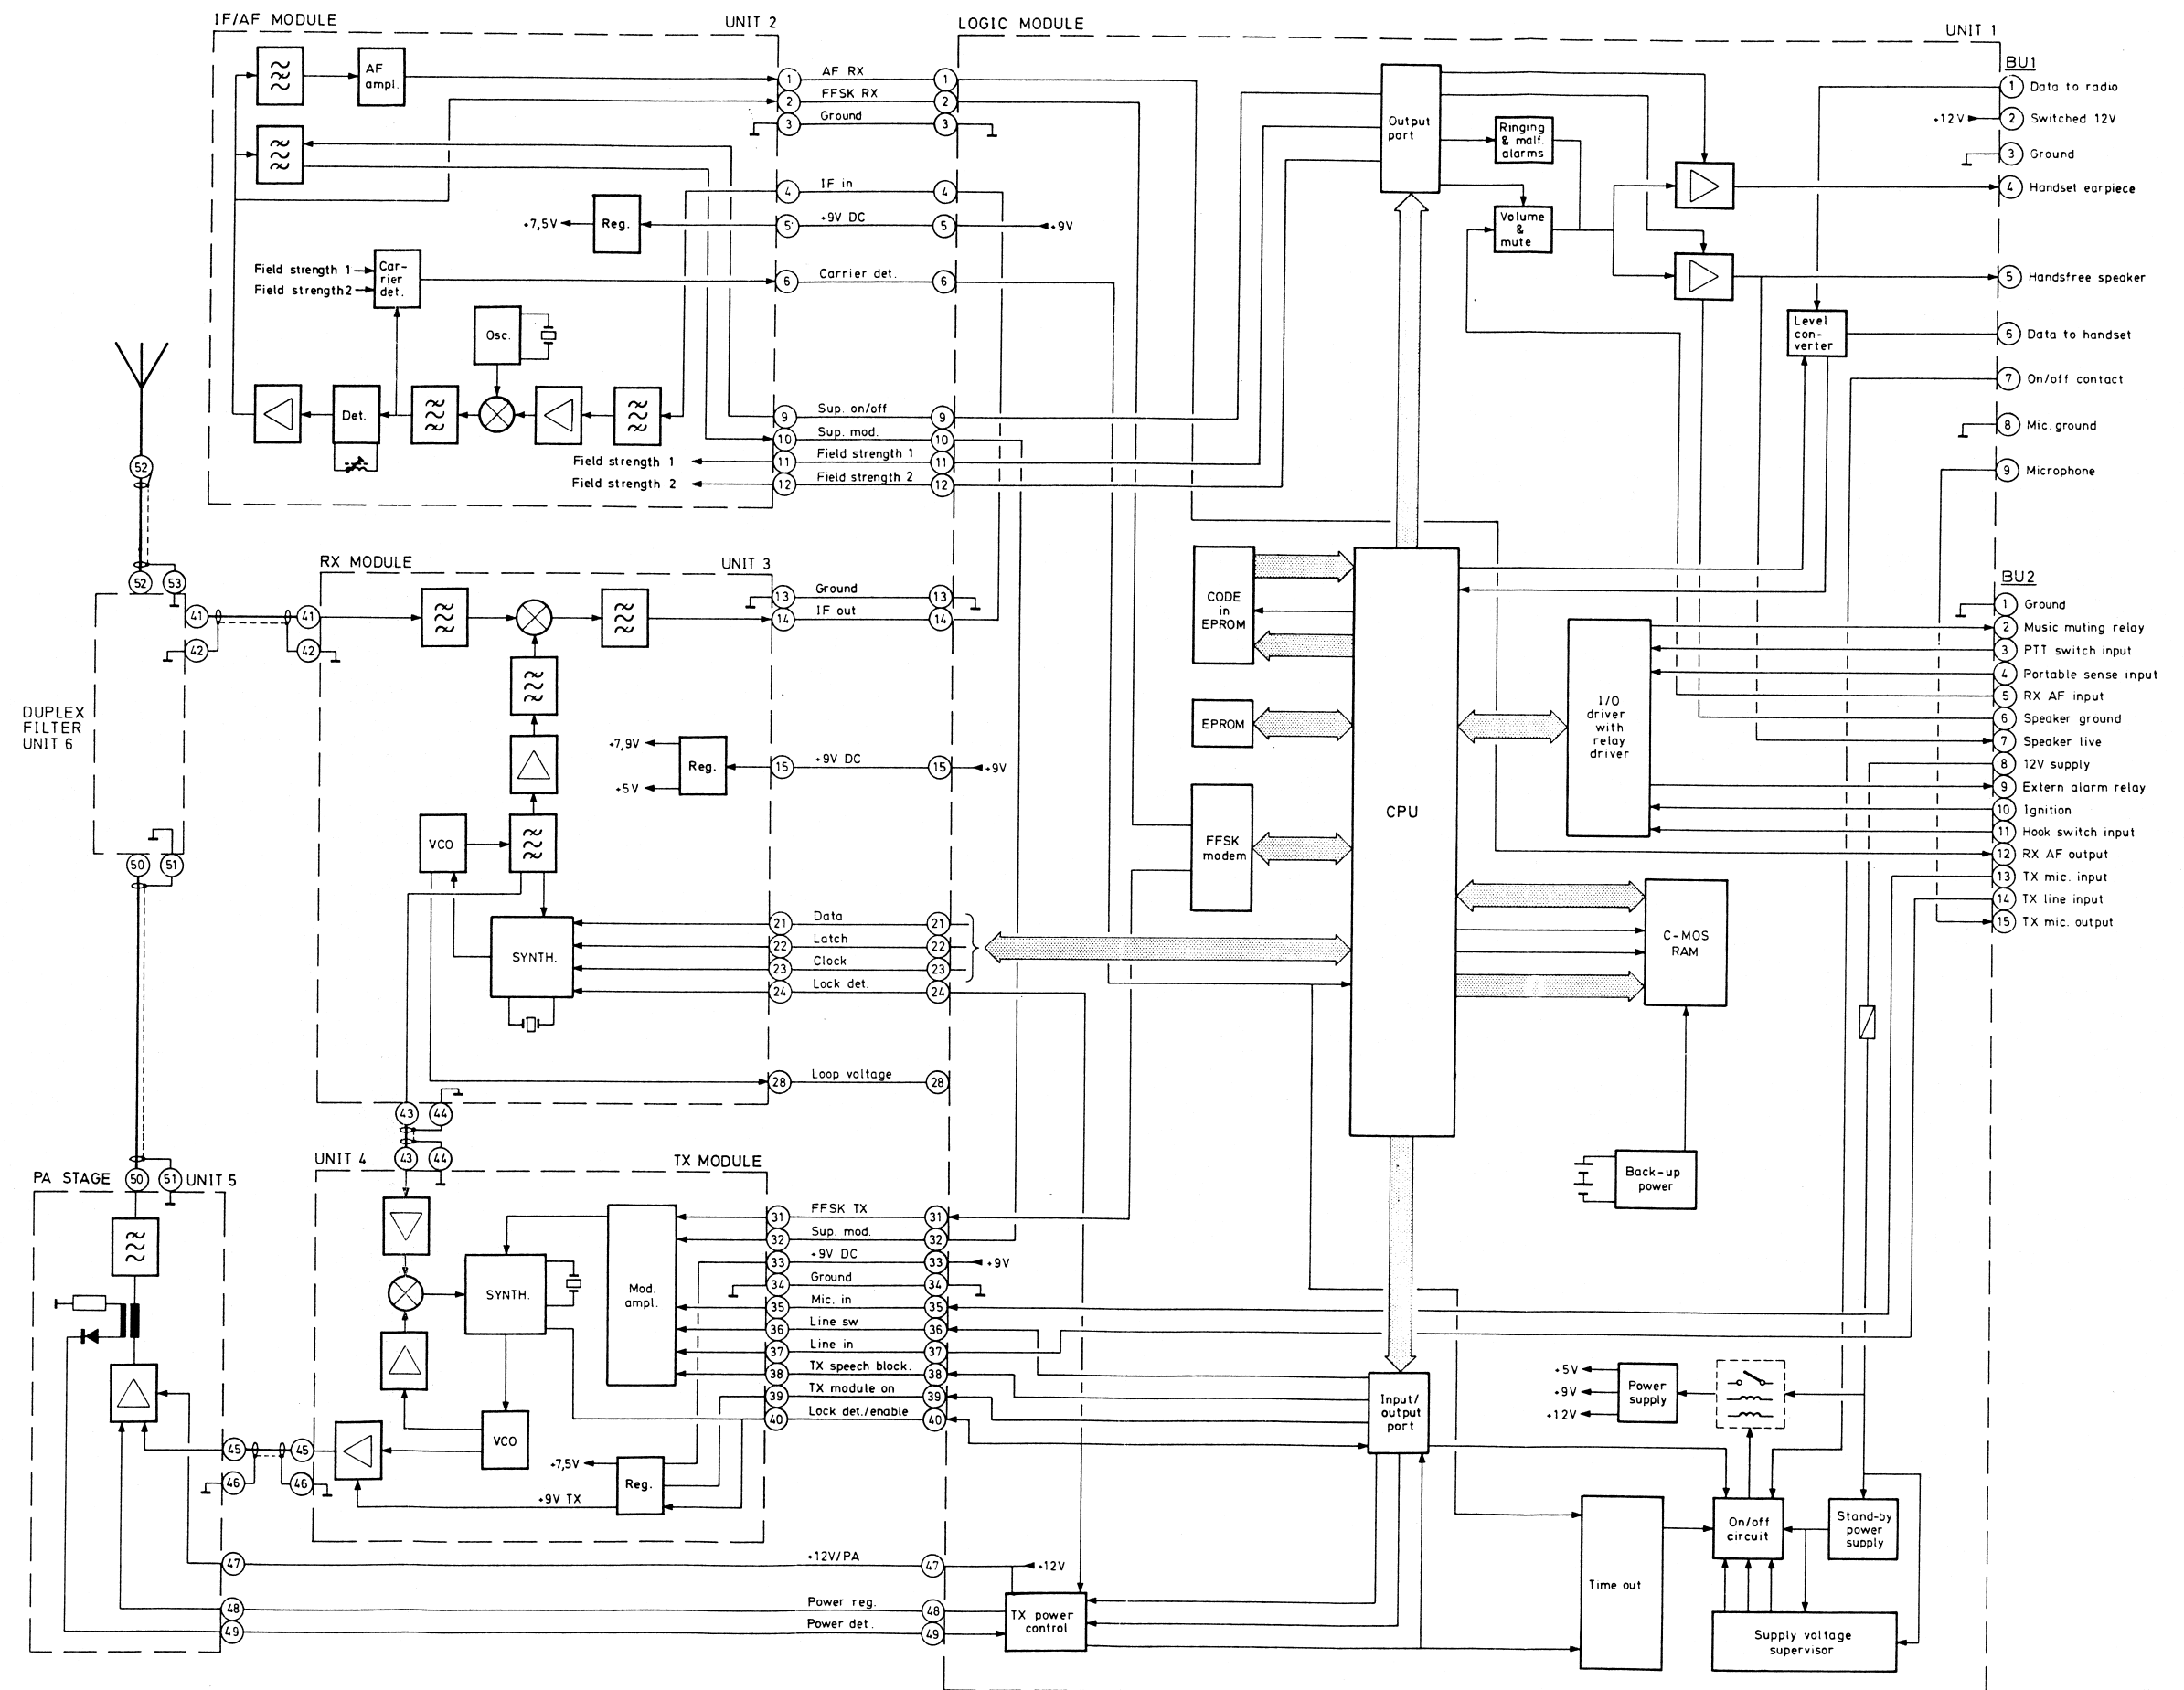 IF/AF MODULE
UNIT 2
AF
ampl.
1 AF RX 1
2 FFSK RX 2
3 Ground 3
4 IF in 4
+7,5V
Reg.
5 +9V DC 5
+9V
Field strength 1
Field strength 2
Car-
rier
det.
6 Carrier det. 6
Osc.
Det.
9 Sup. on/off 9
10 Sup. mod. 10
Field strength 1
11 Field strength 1 11
Field strength 2
12 Field strength 2 12
LOGIC MODULE
UNIT 1
Output
port
Ringing
& malf.
alarms
Volume
&
mute
Level
con-
verter
BU1
1 Data to radio
+12V
2 Switched 12V
3 Ground
4 Handset earpiece
5 Handsfree speaker
6 Data to handset
7 On/off contact
8 Mic. ground
9 Microphone
52
52
53
41
42
41
42
DUPLEX
FILTER
UNIT 6
50
51
RX MODULE
UNIT 3
13 Ground 13
14 IF out 14
+7,9V
+5V
Reg.
15 +9V DC 15
+9V
VCO
SYNTH.
21 Data 21
22 Latch 22
23 Clock 23
24 Lock det. 24
28 Loop voltage 28
43
44
43
44
CODE
in
EPROM
EPROM
FFSK
modem
CPU
I/O
driver
with
relay
driver
C-MOS
RAM
Back-up
power
BU2
1 Ground
2 Music muting relay
3 PTT switch input
4 Portable sense input
5 RX AF input
6 Speaker ground
7 Speaker live
8 12V supply
9 Extern alarm relay
10 Ignition
11 Hook switch input
12 RX AF output
13 TX mic. input
14 TX line input
15 TX mic. output
PA STAGE
50
51
UNIT 5
UNIT 4
TX MODULE
SYNTH.
Mod.
ampl.
VCO
31 FFSK TX 31
32 Sup. mod. 32
33 +9V DC 33
+9V
34 Ground 34
35 Mic. in 35
36 Line sw 36
37 Line in 37
38 TX speech block. 38
39 TX module on 39
40 Lock det./enable 40
45
45
46
46
+7,5V
+9V TX
Reg.
47 +12V/PA 47
+12V
48 Power reg. 48
49 Power det. 49
TX power
control
Input/
output
port
+5V
+9V
+12V
Power
supply
Time out
On/off
circuit
Stand-by
power
supply
Supply voltage
supervisor